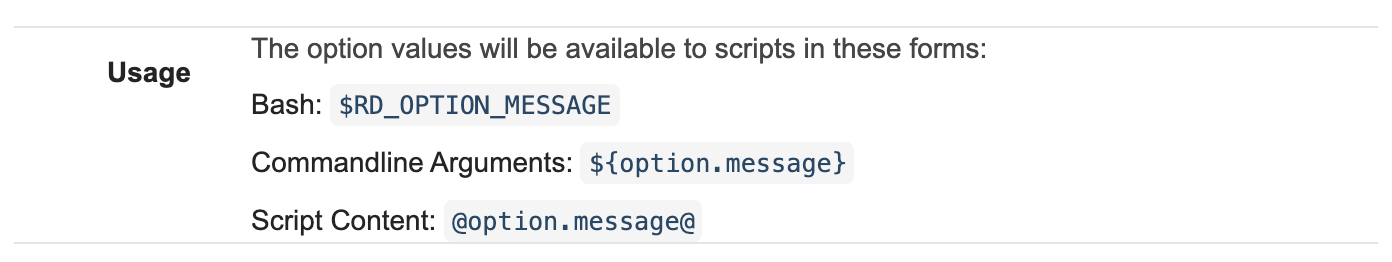 Usage
The option values will be available to scripts in these forms:
Bash: $RD_OPTION_MESSAGE
Commandline Arguments: ${option.message}
Script Content: @option.message@